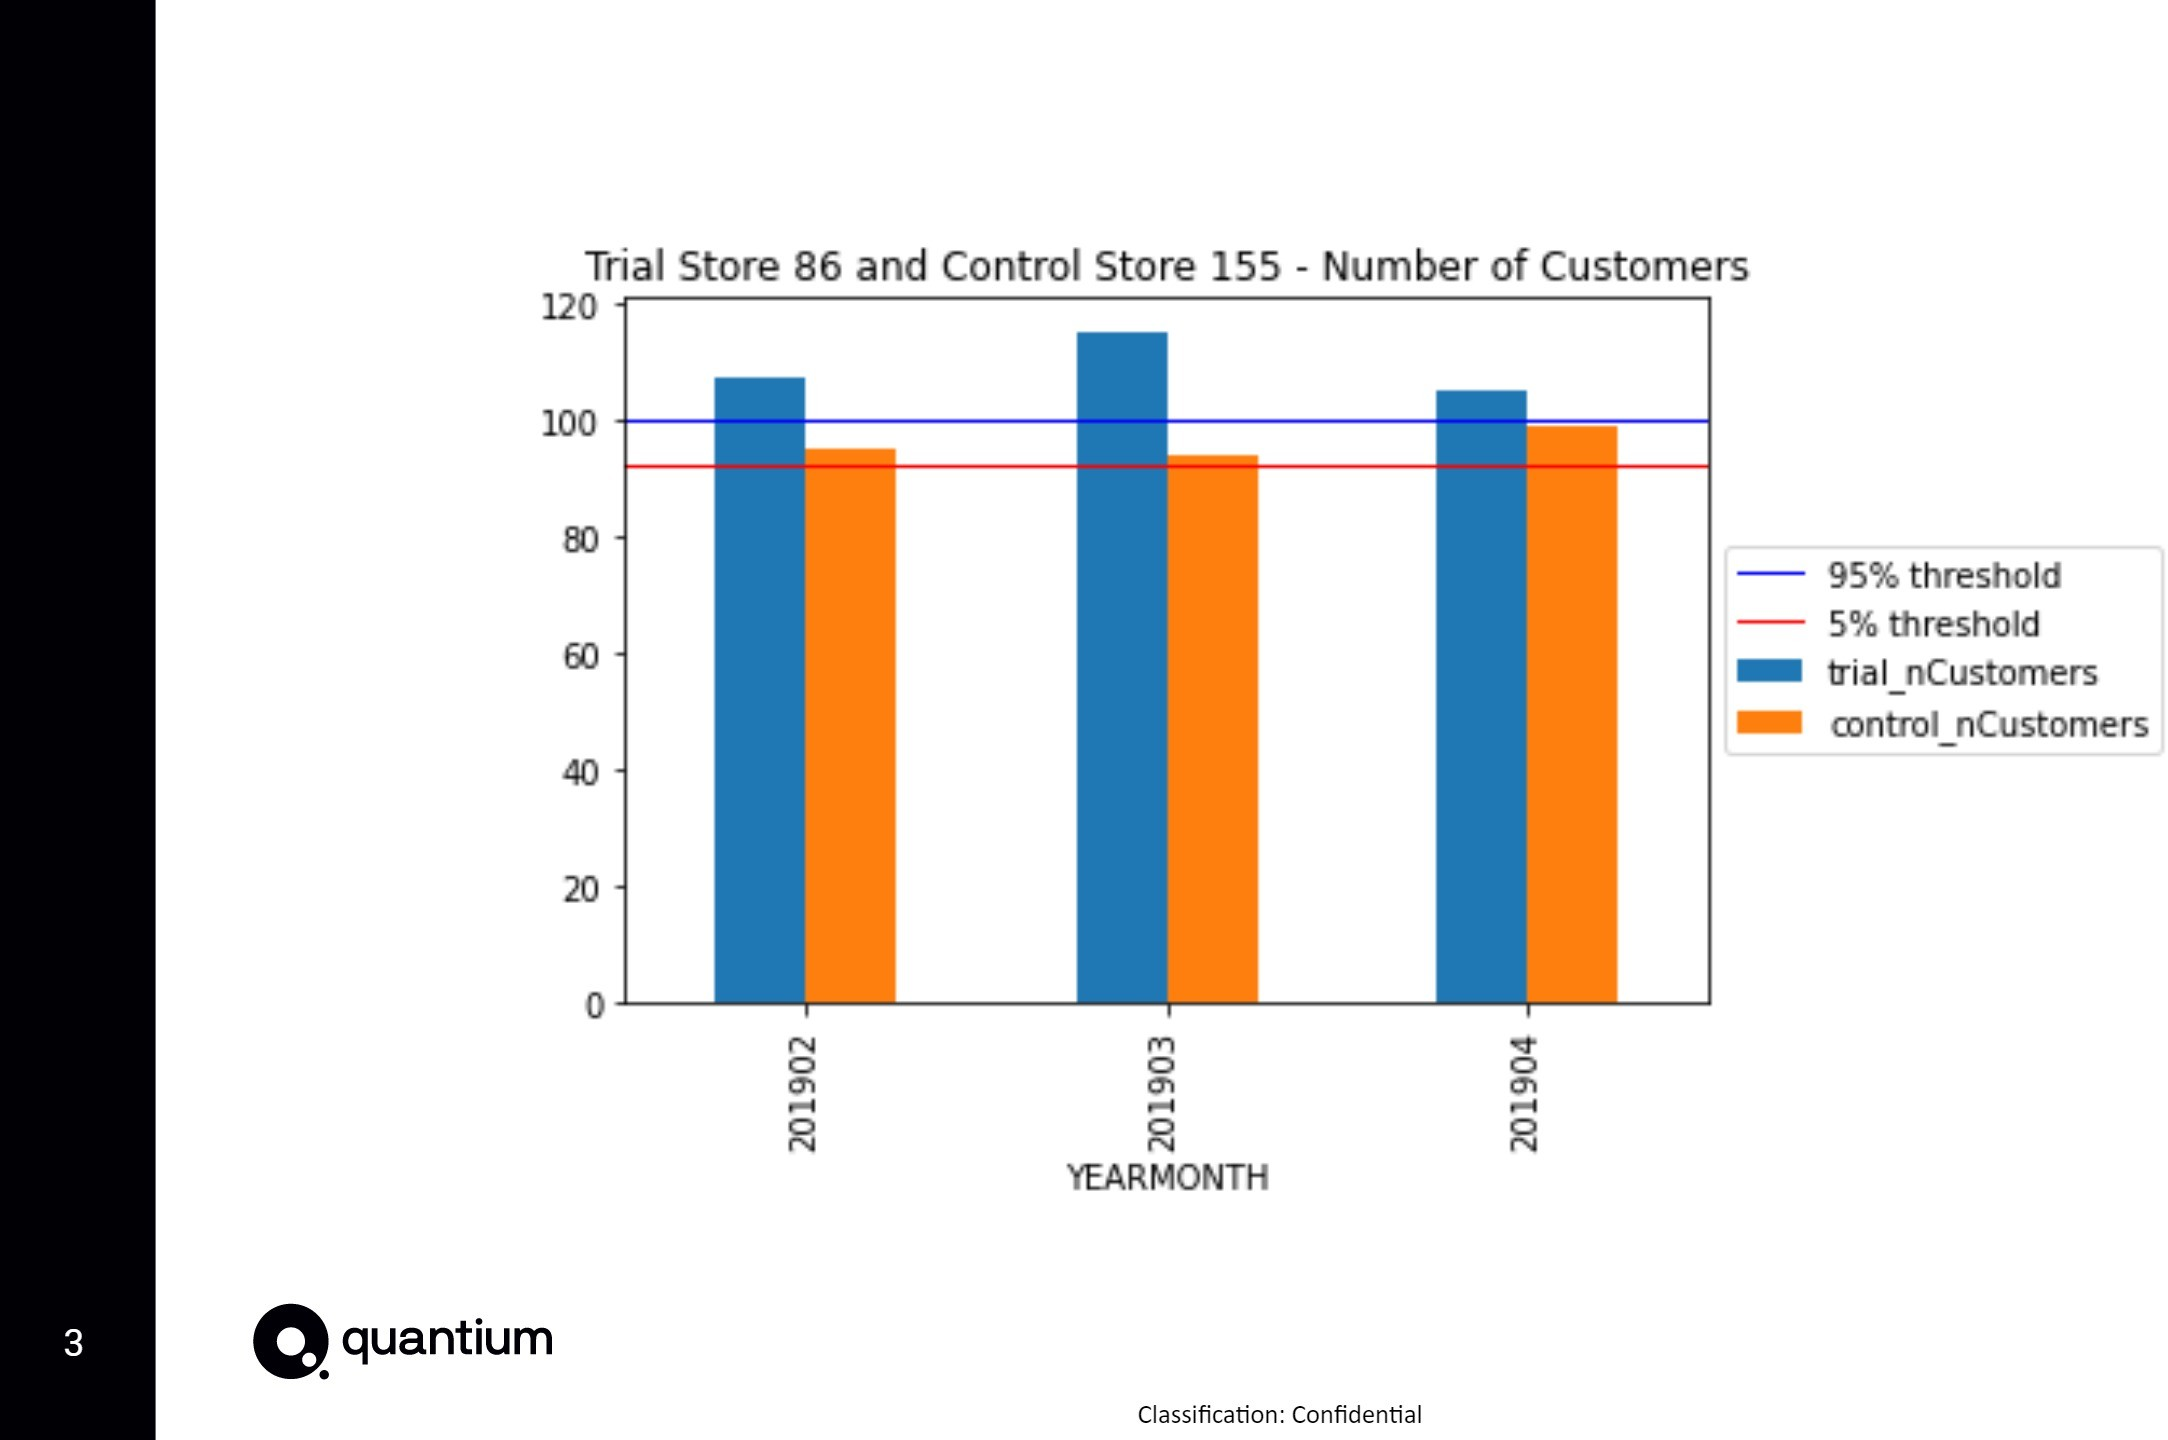 Trial Store 86 and Control Store 155 - Number of Customers
120
100
80
60
40
20
0
201902
201903
201904
YEARMONTH
95% threshold
5% threshold
trial_nCustomers
control_nCustomers
3
quantium
Classification: Confidential